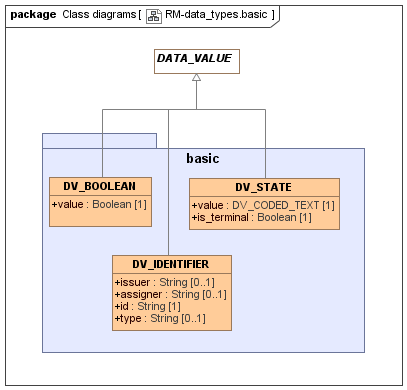 package Class diagrams [ RM-data_types.basic ]
DATA_VALUE
basic
DV_BOOLEAN
+value : Boolean [1]
DV_STATE
+value : DV_CODED_TEXT [1]
+is_terminal : Boolean [1]
DV_IDENTIFIER
+issuer : String [0..1]
+assigner : String [0..1]
+id : String [1]
+type : String [0..1]